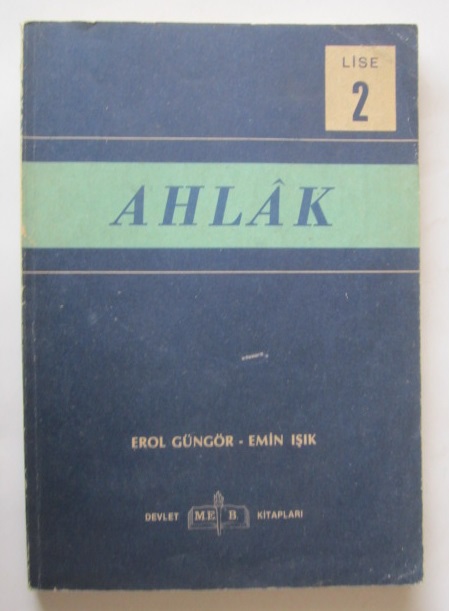 LİSE
2
AHLÂK
EROL GÜNGÖR - EMİN IŞIK
DEVLET M E B KİTAPLARI